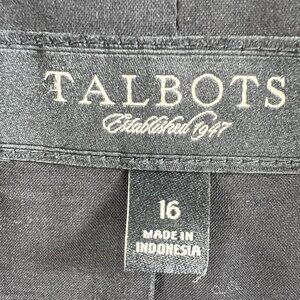 TALBOTS
Established 1947
16
MADE IN
INDONESIA